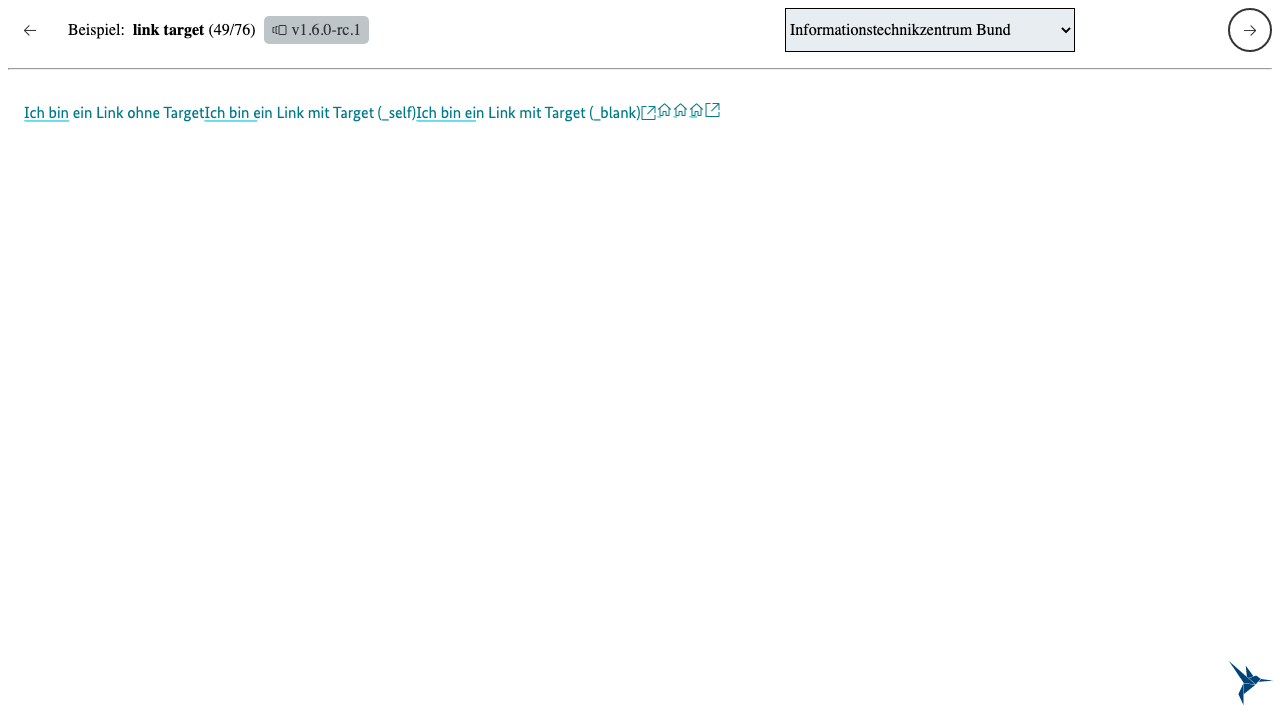 Beispiel: link target (49/76) v1.6.0-rc.1 Informationstechnikzentrum Bund
Ich bin ein Link ohne TargetIch bin ein Link mit Target (_self)Ich bin ein Link mit Target (_blank)